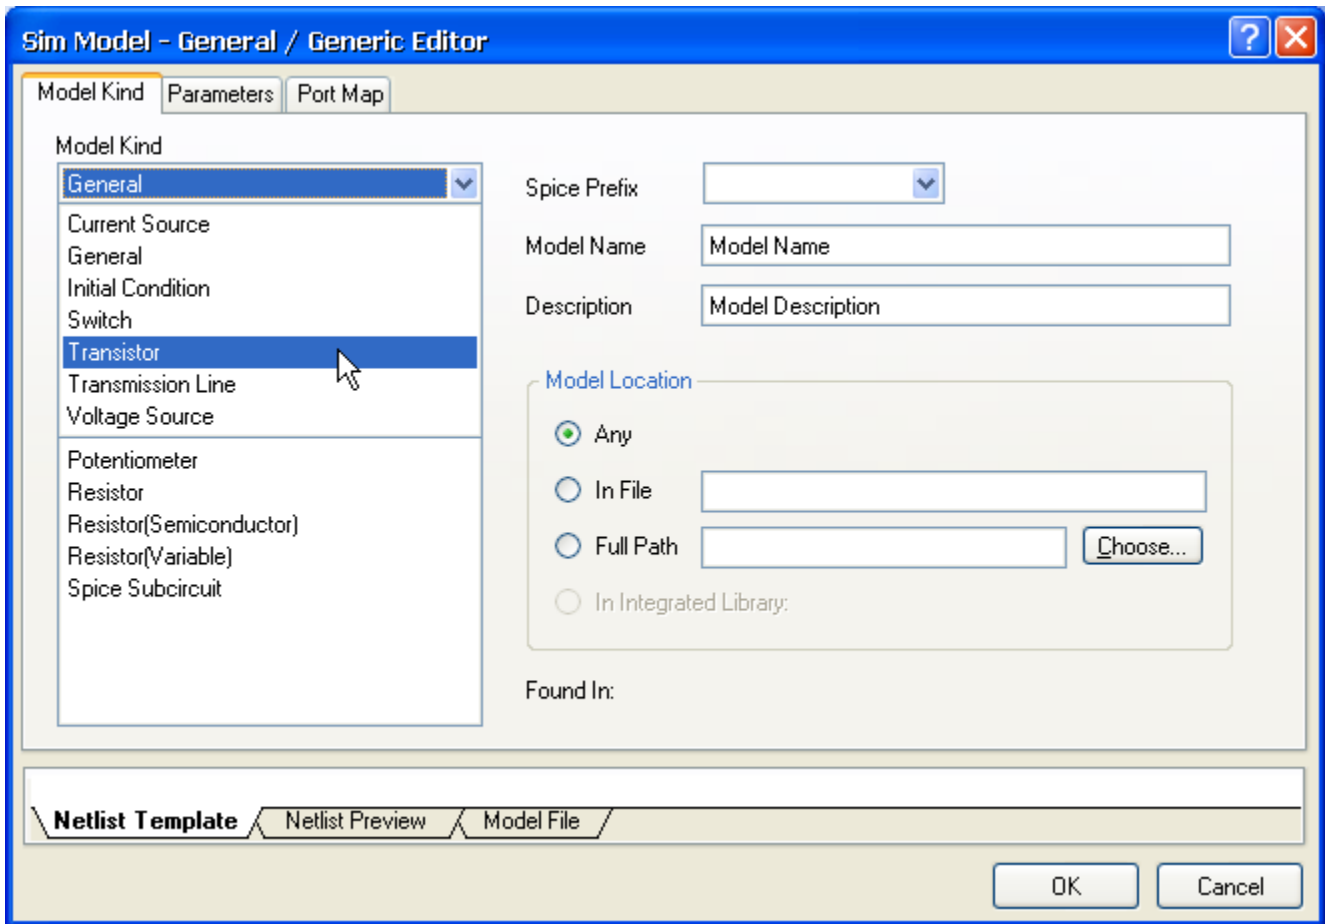 Sim Model - General / Generic Editor
Model Kind
Parameters
Port Map
Model Kind
General
Current Source
General
Initial Condition
Switch
Transistor
Transmission Line
Voltage Source
Potentiometer
Resistor
Resistor(Semiconductor)
Resistor(Variable)
Spice Subcircuit
Spice Prefix
Model Name Model Name
Description Model Description
Model Location
Any
In File
Full Path Choose...
In Integrated Library:
Found In:
Netlist Template Netlist Preview Model File
OK Cancel